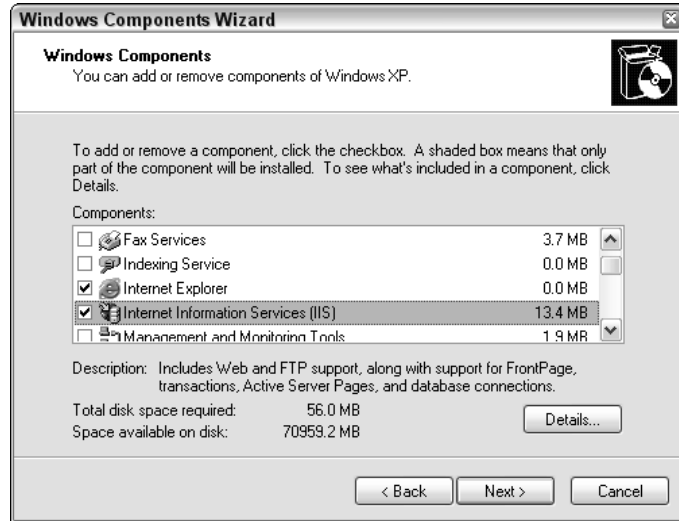 Windows Components Wizard
Windows Components
You can add or remove components of Windows XP.
To add or remove a component, click the checkbox. A shaded box means that only
part of the component will be installed. To see what's included in a component, click
Details.
Components:
Fax Services 3.7 MB
Indexing Service 0.0 MB
Internet Explorer 0.0 MB
Internet Information Services (IIS) 13.4 MB
Management and Monitoring Tools 1.9 MB
Description: Includes Web and FTP support, along with support for FrontPage,
transactions, Active Server Pages, and database connections.
Total disk space required: 56.0 MB
Space available on disk: 70959.2 MB
Details...
< Back Next > Cancel